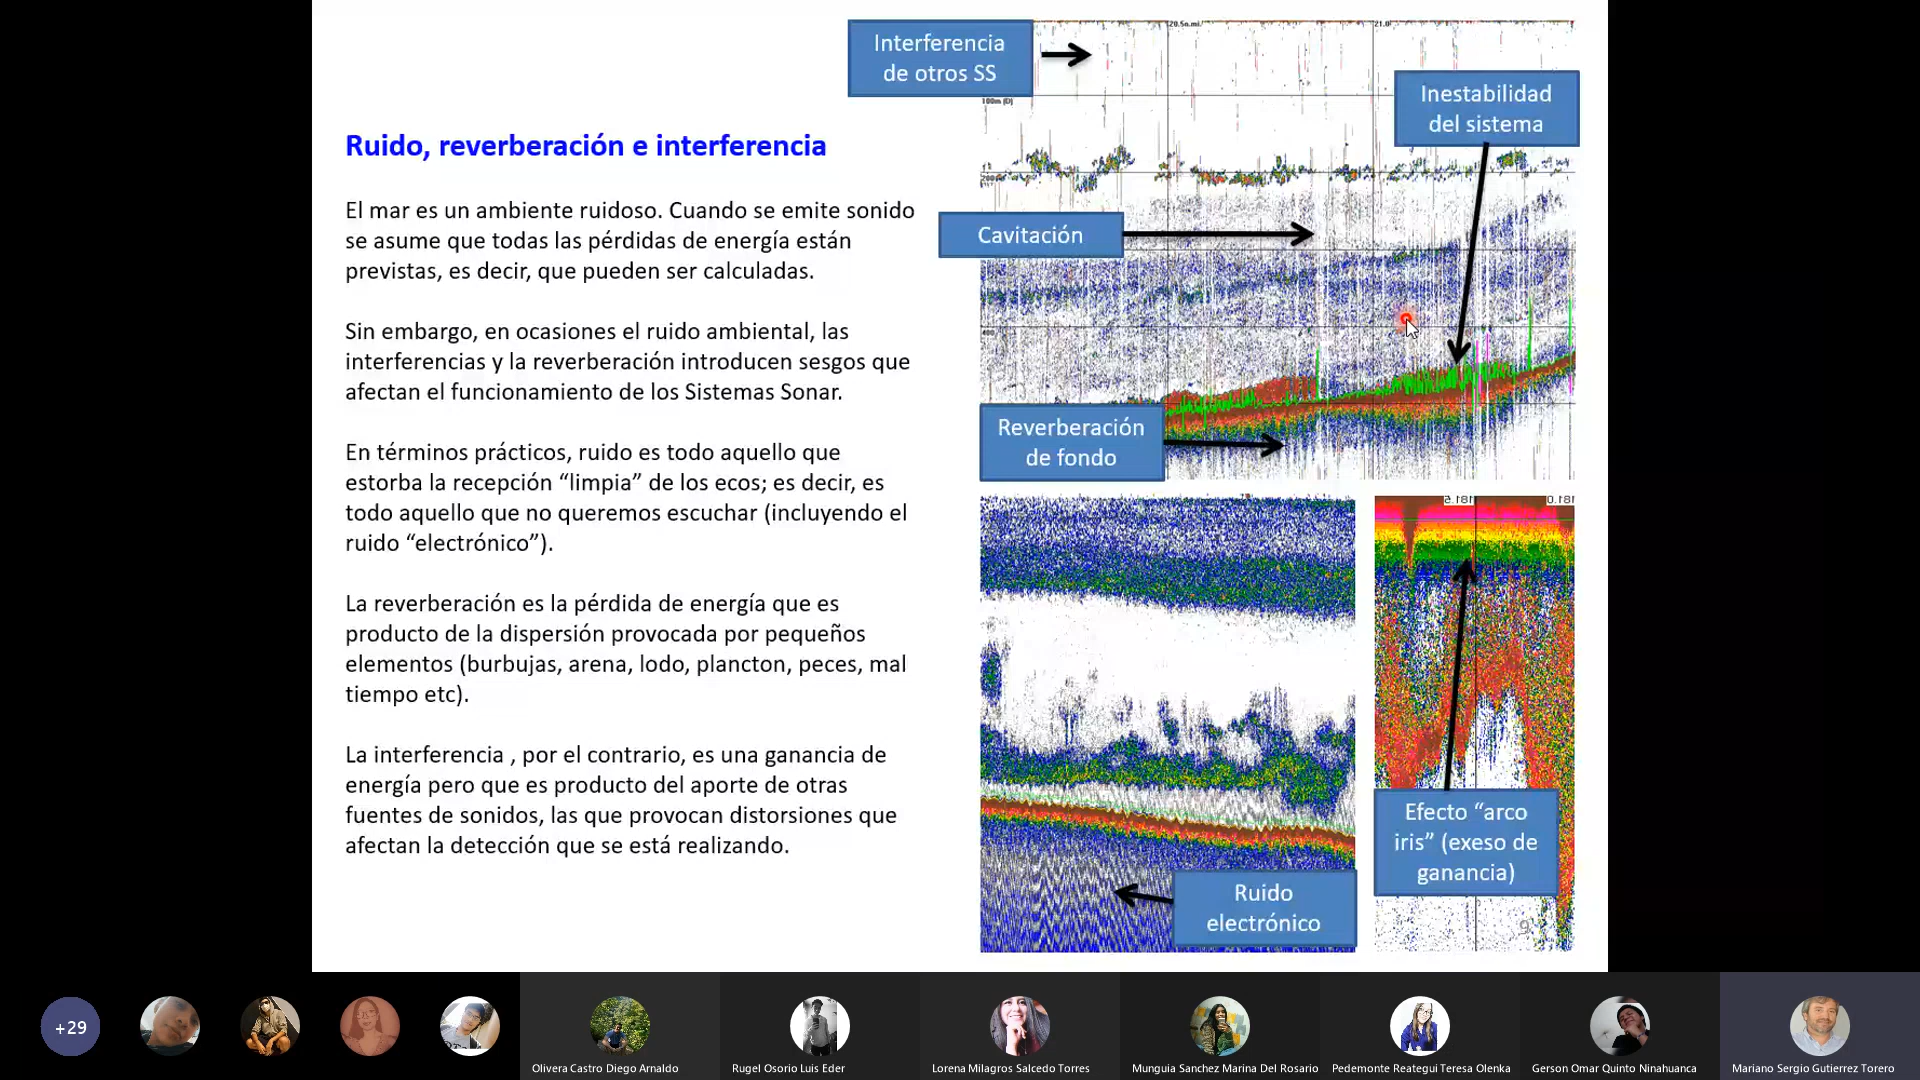 Ruido, reverberación e interferencia
El mar es un ambiente ruidoso. Cuando se emite sonido
se asume que todas las pérdidas de energía están
previstas, es decir, que pueden ser calculadas.
Sin embargo, en ocasiones el ruido ambiental, las
interferencias y la reverberación introducen sesgos que
afectan el funcionamiento de los Sistemas Sonar.
En términos prácticos, ruido es todo aquello que
estorba la recepción “limpia” de los ecos; es decir, es
todo aquello que no queremos escuchar (incluyendo el
ruido “electrónico”).
La reverberación es la pérdida de energía que es
producto de la dispersión provocada por pequeños
elementos (burbujas, arena, lodo, plancton, peces, mal
tiempo etc).
La interferencia , por el contrario, es una ganancia de
energía pero que es producto del aporte de otras
fuentes de sonidos, las que provocan distorsiones que
afectan la detección que se está realizando.
Interferencia
de otros SS
Inestabilidad
del sistema
Cavitación
Reverberación
de fondo
Efecto “arco
iris” (exeso de
ganancia)
Ruido
electrónico
9
+29
Olivera Castro Diego Arnaldo
Rugel Osorio Luis Eder
Lorena Milagros Salcedo Torres
Munguia Sanchez Marina Del Rosario
Pedemonte Reategui Teresa Olenka
Gerson Omar Quinto Ninahuanca
Mariano Sergio Gutierrez Torero